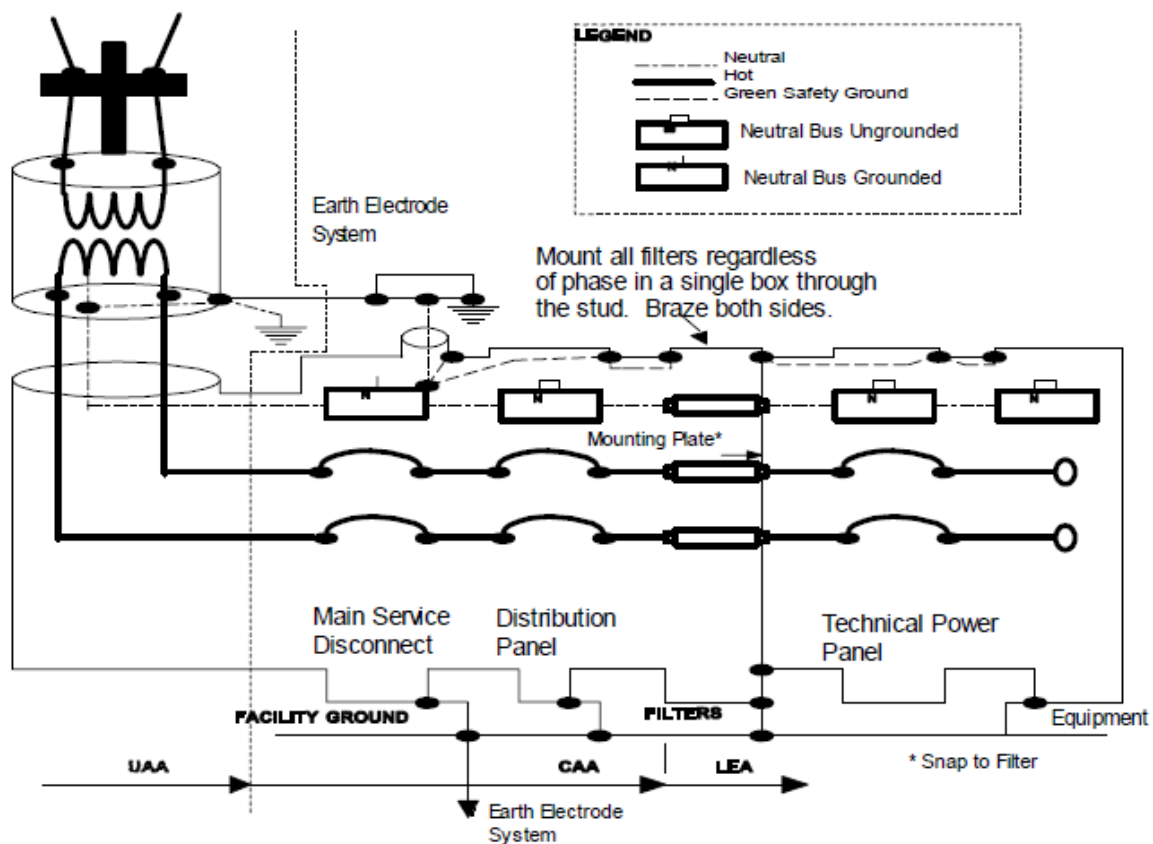 LEGEND
Neutral
Hot
Green Safety Ground
N
Neutral Bus Ungrounded
N
Neutral Bus Grounded
Earth Electrode
System
Mount all filters regardless
of phase in a single box through
the stud.  Braze both sides.
N
N
N
N
Mounting Plate*
Main Service
Disconnect
Distribution
Panel
Technical Power
Panel
FACILITY GROUND
FILTERS
Equipment
UAA
CAA
LEA
* Snap to Filter
Earth Electrode
System